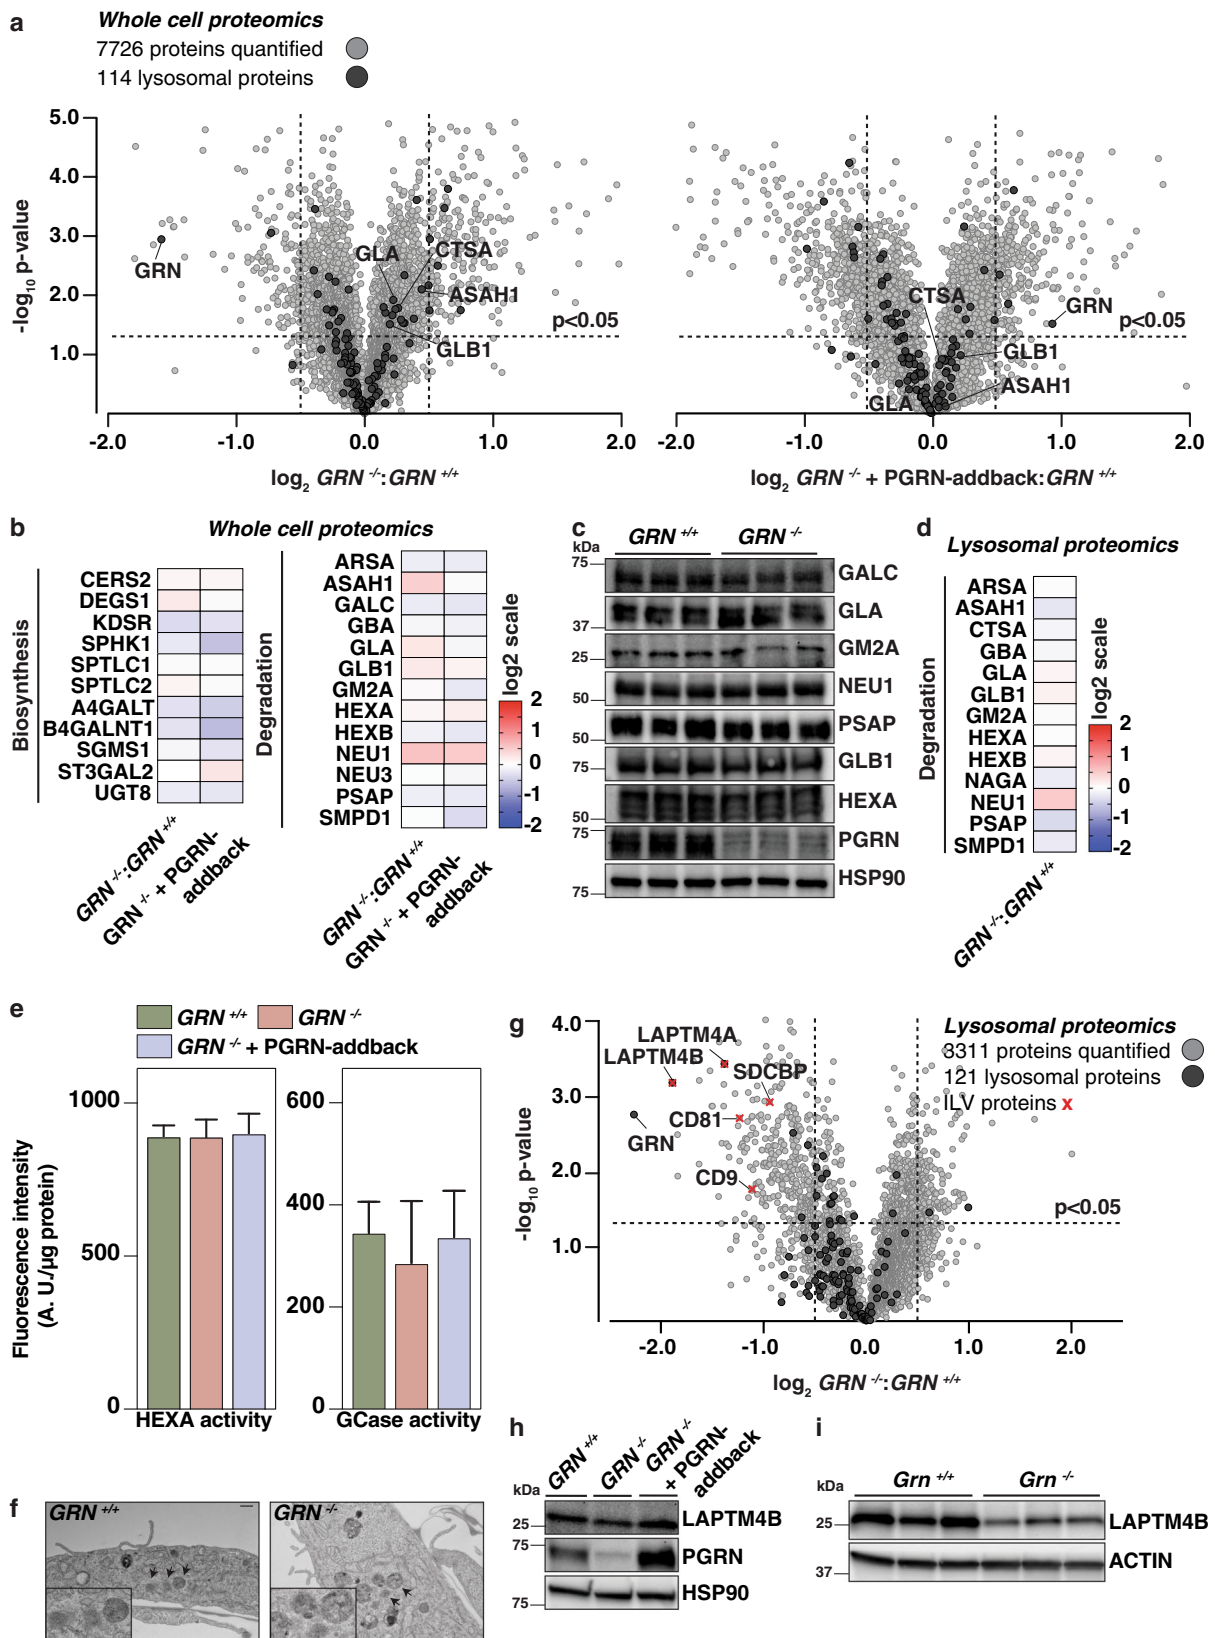 a
Whole cell proteomics
7726 proteins quantified
114 lysosomal proteins
-log10 p-value
5.0
4.0
3.0
2.0
1.0
GRN
GLA
CTSA
ASAH1
GLB1
p<0.05
-2.0 -1.0 0.0 1.0 2.0
log2 GRN -/-:GRN +/+
CTSA
GRN
GLB1
ASAH1
GLA
p<0.05
-2.0 -1.0 0.0 1.0 2.0
log2 GRN -/- + PGRN-addback:GRN +/+
b
Whole cell proteomics
Biosynthesis
CERS2
DEGS1
KDSR
SPHK1
SPTLC1
SPTLC2
A4GALT
B4GALNT1
SGMS1
ST3GAL2
UGT8
GRN -/-:GRN +/+
GRN -/- + PGRN-
addback
Degradation
ARSA
ASAH1
GALC
GBA
GLA
GLB1
GM2A
HEXA
HEXB
NEU1
NEU3
PSAP
SMPD1
GRN -/-:GRN +/+
GRN -/- + PGRN-
addback
log2 scale
2
1
0
-1
-2
c
kDa
GRN +/+ GRN -/-
75 GALC
GLA
37
GM2A
25
NEU1
50
PSAP
50
GLB1
75
HEXA
50
75 PGRN
HSP90
75
d
Lysosomal proteomics
Degradation
ARSA
ASAH1
CTSA
GBA
GLA
GLB1
GM2A
HEXA
HEXB
NAGA
NEU1
PSAP
SMPD1
GRN -/-:GRN +/+
log2 scale
2
1
0
-1
-2
e
GRN +/+ GRN -/-
GRN -/- + PGRN-addback
Fluorescence intensity
(A. U./µg protein)
1000
500
0
HEXA activity
600
400
200
0
GCase activity
f
GRN +/+
GRN -/-
g
Lysosomal proteomics
3311 proteins quantified
121 lysosomal proteins
ILV proteins x
-log10 p-value
4.0
3.0
2.0
1.0
LAPTM4A
LAPTM4B
SDCBP
GRN
CD81
CD9
p<0.05
-2.0 -1.0 0.0 1.0 2.0
log2 GRN -/-:GRN +/+
h
GRN +/+
GRN -/-
GRN -/-
+ PGRN-
addback
kDa
25 LAPTM4B
75 PGRN
HSP90
75
i
kDa
Grn +/+ Grn -/-
25 LAPTM4B
ACTIN
37